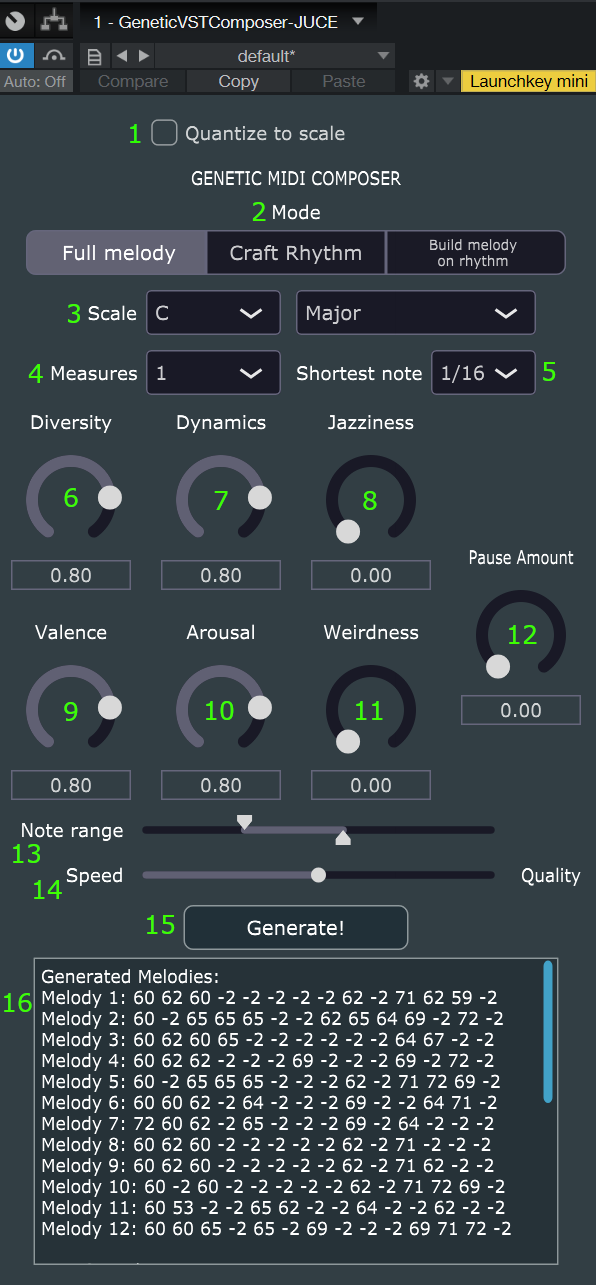 1 - GeneticVSTComposer-JUCE
default*
Auto: Off Compare Copy Paste Launchkey mini
1 Quantize to scale
GENETIC MIDI COMPOSER
2 Mode
Full melody Craft Rhythm Build melody
on rhythm
3 Scale C Major
4 Measures 1 Shortest note 1/16 5
Diversity Dynamics Jazziness
6 7 8
0.80 0.80 0.00
Pause Amount
12
0.00
Valence Arousal Weirdness
9 10 11
0.80 0.80 0.00
Note range
13
14 Speed Quality
15 Generate!
16
Generated Melodies:
Melody 1: 60 62 60 -2 -2 -2 -2 -2 62 -2 71 62 59 -2
Melody 2: 60 -2 65 65 65 -2 -2 62 65 64 69 -2 72 -2
Melody 3: 60 62 60 65 -2 -2 -2 -2 -2 64 67 -2 -2
Melody 4: 60 62 62 -2 -2 -2 69 -2 -2 -2 69 -2 72 -2
Melody 5: 60 -2 65 65 65 -2 -2 -2 62 -2 71 72 69 -2
Melody 6: 60 60 62 -2 64 -2 -2 69 -2 -2 64 71 -2
Melody 7: 72 60 62 -2 65 -2 -2 69 -2 64 -2 -2 -2
Melody 8: 60 62 60 -2 -2 -2 -2 -2 62 -2 71 -2 -2 -2
Melody 9: 60 62 60 -2 -2 -2 -2 -2 62 -2 71 62 -2 -2
Melody 10: 60 -2 60 -2 -2 -2 -2 -2 62 -2 71 72 69 -2
Melody 11: 60 53 -2 -2 65 62 -2 -2 64 -2 -2 62 -2 -2
Melody 12: 60 60 65 -2 65 -2 69 -2 -2 -2 69 71 72 -2